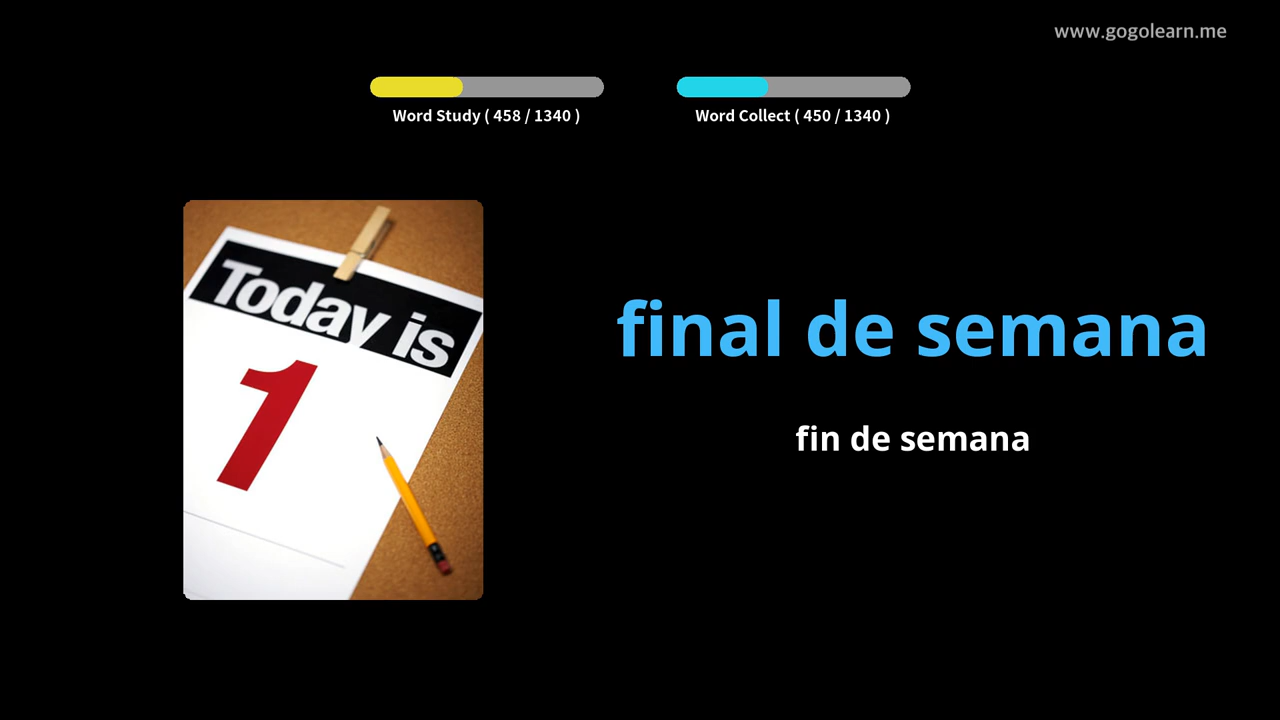 www.gogolearn.me
Word Study ( 458 / 1340 )
Word Collect ( 450 / 1340 )
Today is
1
final de semana
fin de semana